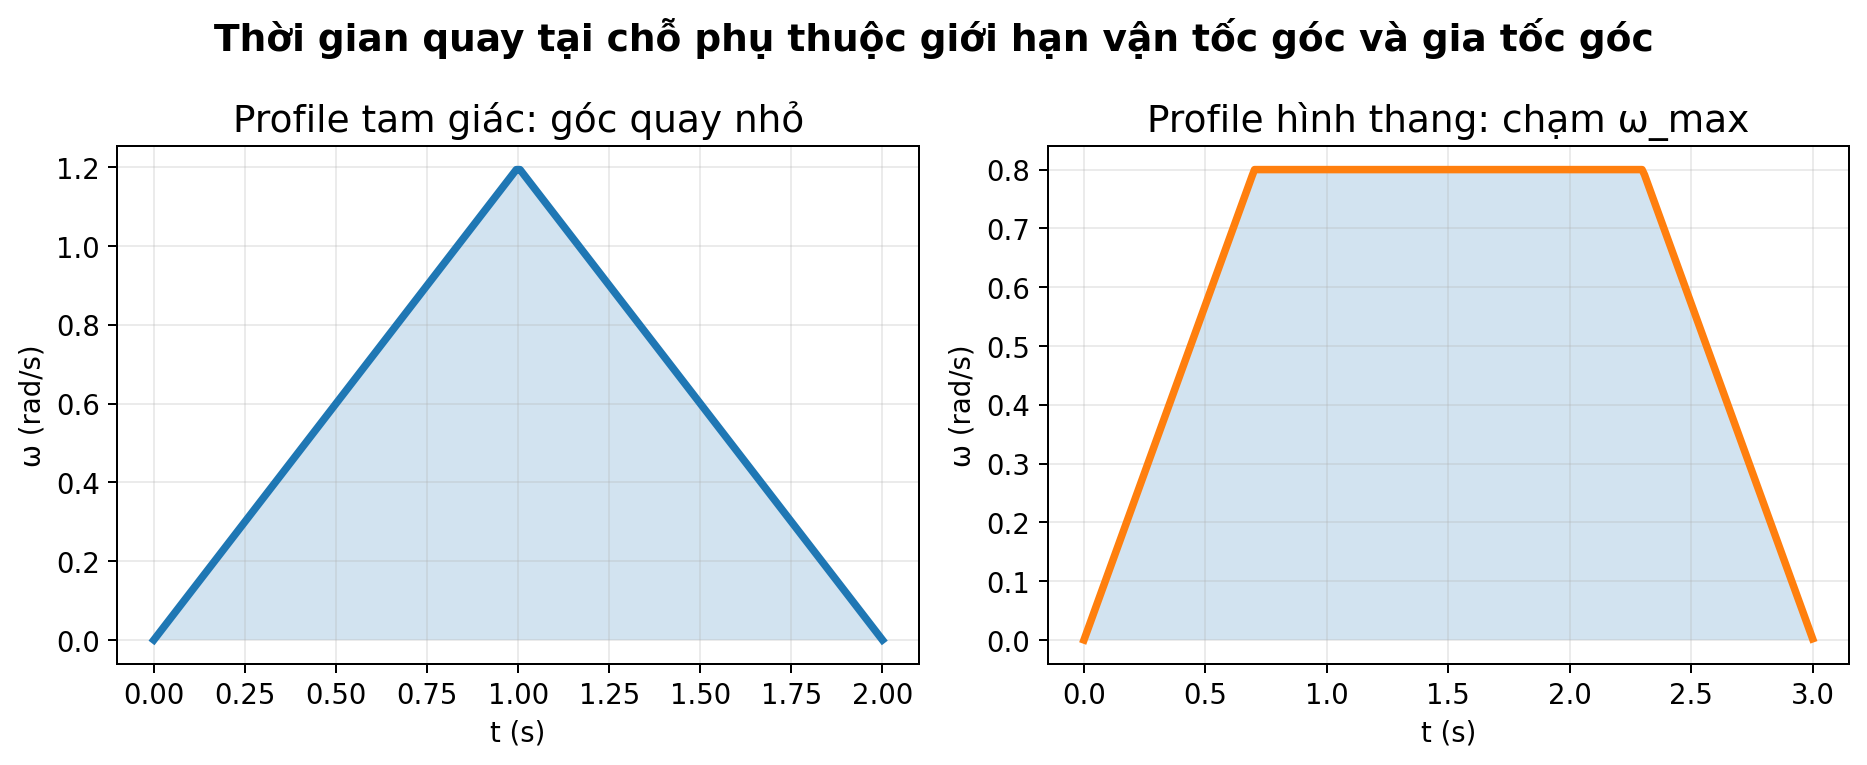 Thời gian quay tại chỗ phụ thuộc giới hạn vận tốc góc và gia tốc góc
Profile tam giác: góc quay nhỏ
1.2
1.0
0.8
0.6
0.4
0.2
0.0
ω (rad/s)
0.00 0.25 0.50 0.75 1.00 1.25 1.50 1.75 2.00
t (s)
Profile hình thang: chạm ω_max
0.8
0.7
0.6
0.5
0.4
0.3
0.2
0.1
0.0
ω (rad/s)
0.0 0.5 1.0 1.5 2.0 2.5 3.0
t (s)